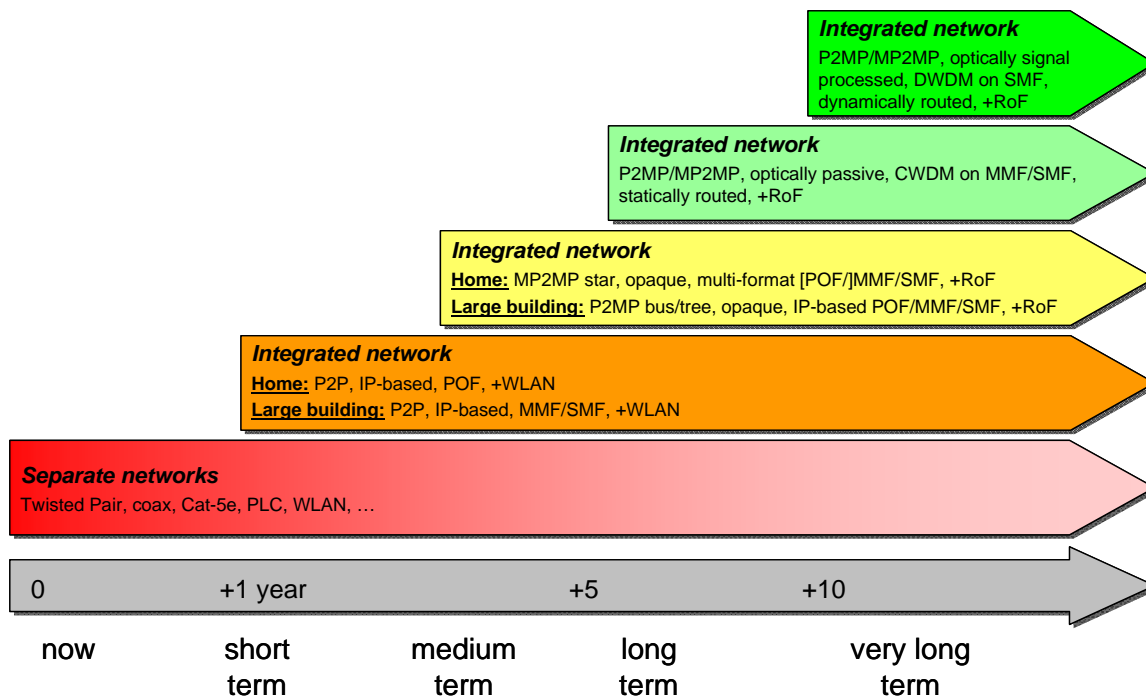 Integrated network
P2MP/MP2MP, optically signal
processed, DWDM on SMF,
dynamically routed, +RoF
Integrated network
P2MP/MP2MP, optically passive, CWDM on MMF/SMF,
statically routed, +RoF
Integrated network
Home: MP2MP star, opaque, multi-format [POF/]MMF/SMF, +RoF
Large building: P2MP bus/tree, opaque, IP-based POF/MMF/SMF, +RoF
Integrated network
Home: P2P, IP-based, POF, +WLAN
Large building: P2P, IP-based, MMF/SMF, +WLAN
Separate networks
Twisted Pair, coax, Cat-5e, PLC, WLAN, …
0 +1 year +5 +10
now short medium long very long
term term term term